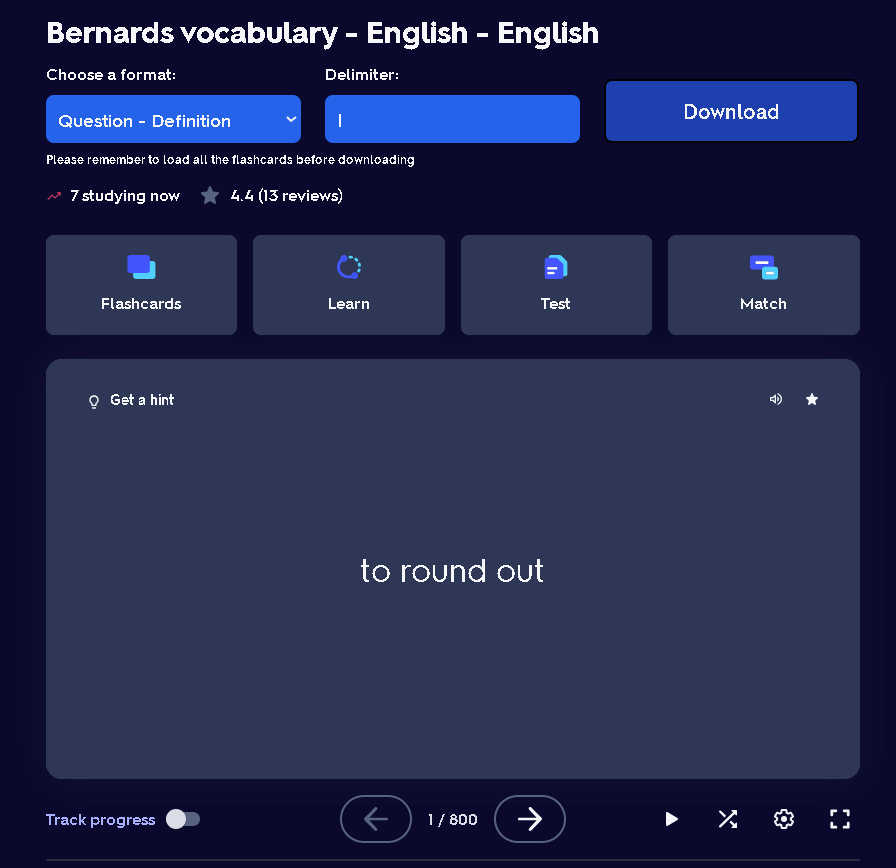 Bernards vocabulary - English - English
Choose a format:
Delimiter:
Question - Definition
|
Download
Please remember to load all the flashcards before downloading
7 studying now
4.4 (13 reviews)
Flashcards
Learn
Test
Match
Get a hint
to round out
Track progress
1 / 800